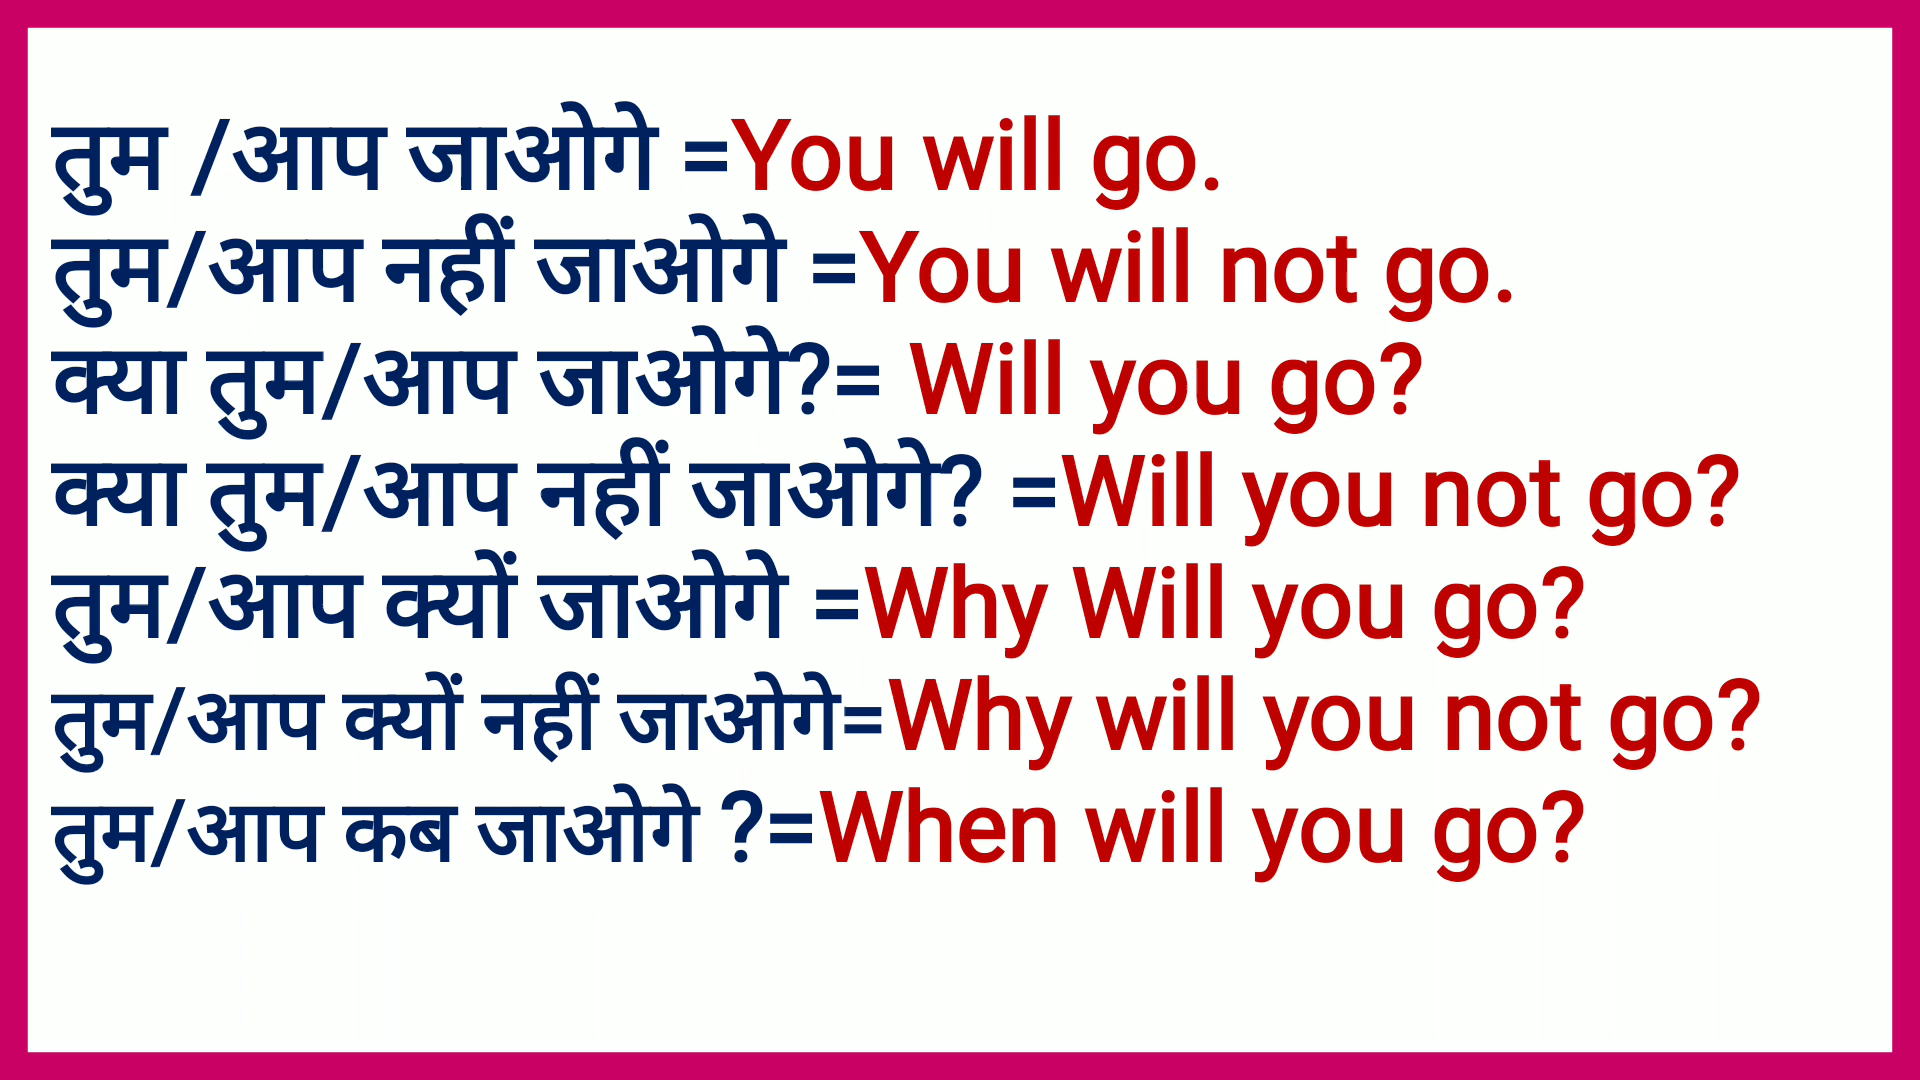 तुम /आप जाओगे =You will go.
तुम/आप नहीं जाओगे =You will not go.
क्या तुम/आप जाओगे?= Will you go?
क्या तुम/आप नहीं जाओगे? =Will you not go?
तुम/आप क्यों जाओगे =Why Will you go?
तुम/आप क्यों नहीं जाओगे=Why will you not go?
तुम/आप कब जाओगे ?=When will you go?